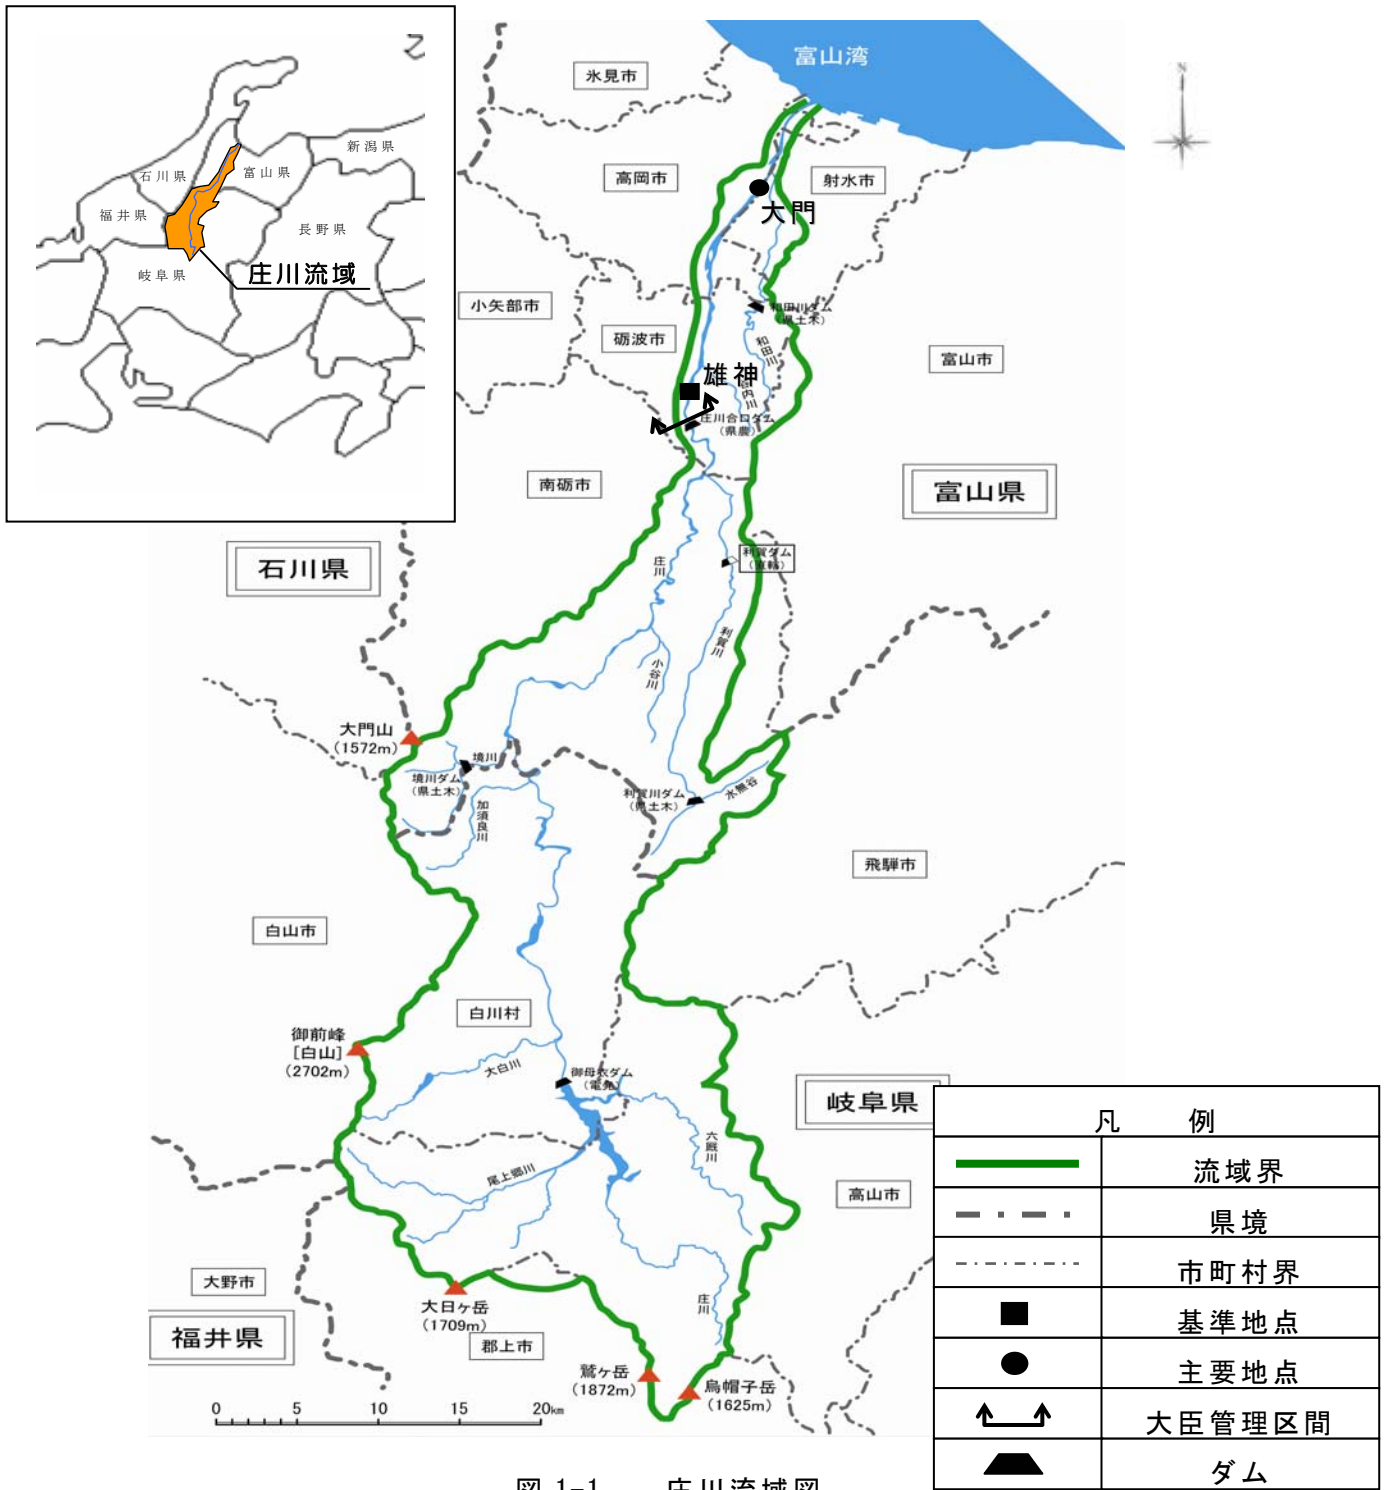 石川県
富山県
新潟県
福井県
長野県
岐阜県
庄川流域
富山湾
N
氷見市
高岡市
射水市
大門
小矢部市
砺波市
和田川ダム
(県土木)
和田川
富山市
雄神
庄川合口ダム
(県農)
南砺市
富山県
石川県
利賀ダム
(直轄)
庄川
利賀川
小谷川
大門山
(1572m)
境川
境川ダム
(県土木)
加須良川
利賀川ダム
(県土木)
水無谷
飛騨市
白山市
白川村
御前峰
[白山]
(2702m)
大白川
御母衣ダム
(電発)
岐阜県
六厩川
尾上郷川
高山市
大野市
福井県
大日ヶ岳
(1709m)
郡上市
庄川
鷲ヶ岳
(1872m)
烏帽子岳
(1625m)
0 5 10 15 20km
凡 例
流域界
県境
市町村界
基準地点
主要地点
大臣管理区間
ダム
図 1-1 庄川流域図